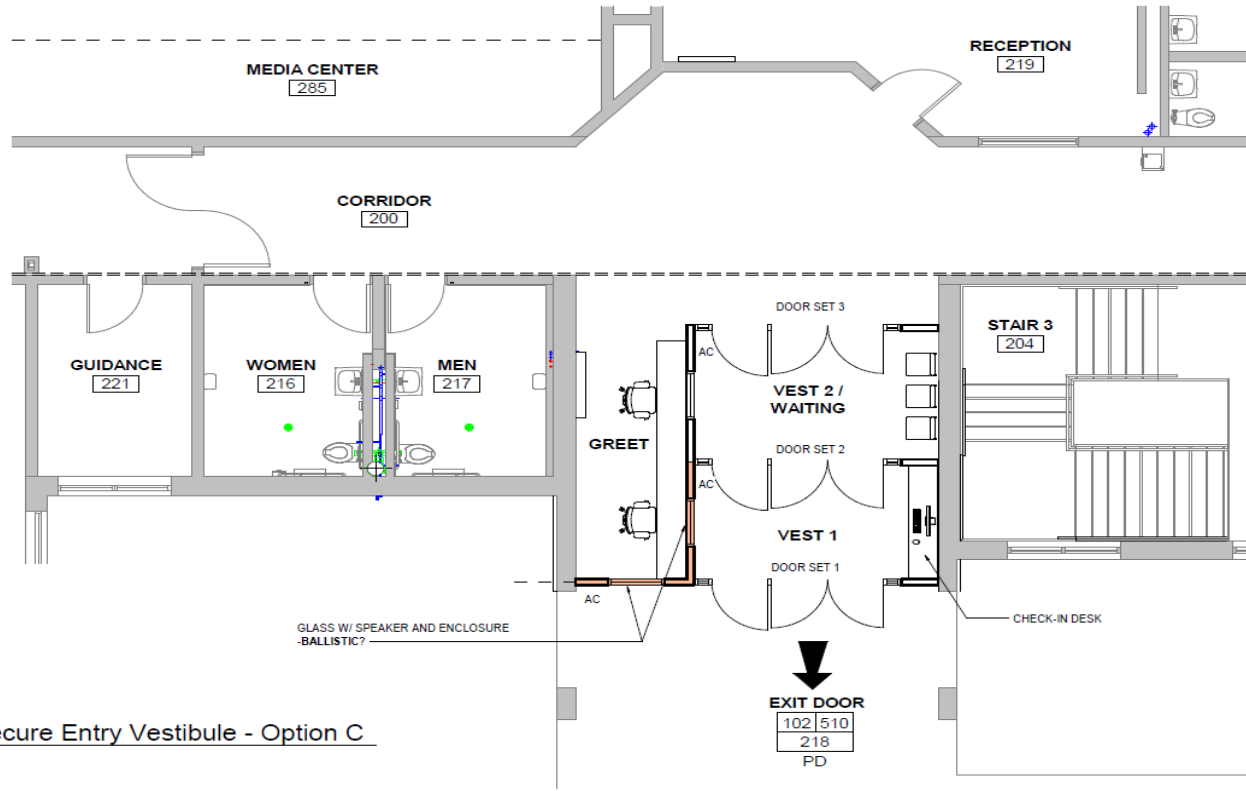 MEDIA CENTER
285
RECEPTION
219
CORRIDOR
200
GUIDANCE
221
WOMEN
216
MEN
217
GREET
DOOR SET 3
AC
VEST 2 /
WAITING
DOOR SET 2
AC
VEST 1
DOOR SET 1
AC
STAIR 3
204
GLASS W/ SPEAKER AND ENCLOSURE
-BALLISTIC?
CHECK-IN DESK
EXIT DOOR
102 510
218
PD
ecure Entry Vestibule - Option C